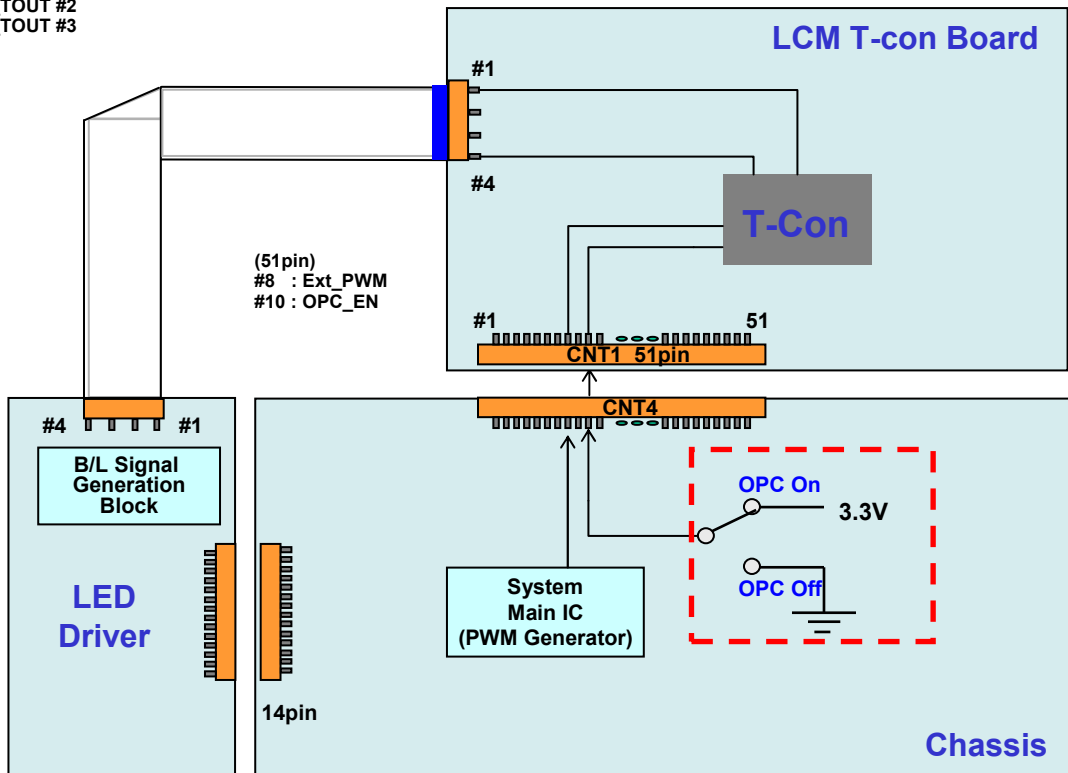 TOUT #2
TOUT #3
LCM T-con Board
#1
#4
T-Con
(51pin)
#8 : Ext_PWM
#10 : OPC_EN
#1
51
CNT1 51pin
CNT4
#4
#1
B/L Signal
Generation
Block
OPC On
3.3V
OPC Off
System
Main IC
(PWM Generator)
LED
Driver
14pin
Chassis